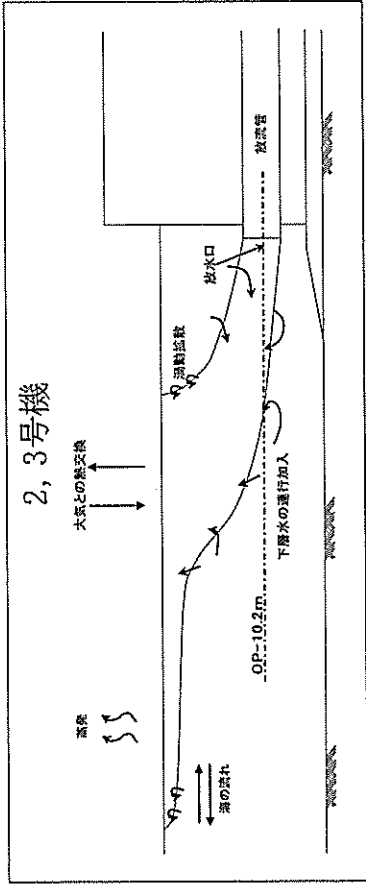 2,3号機
大気との熱交換
蒸発
渦動拡散
放水口
放流管
OP-10.2m
下層水の連行加入
海の流れ